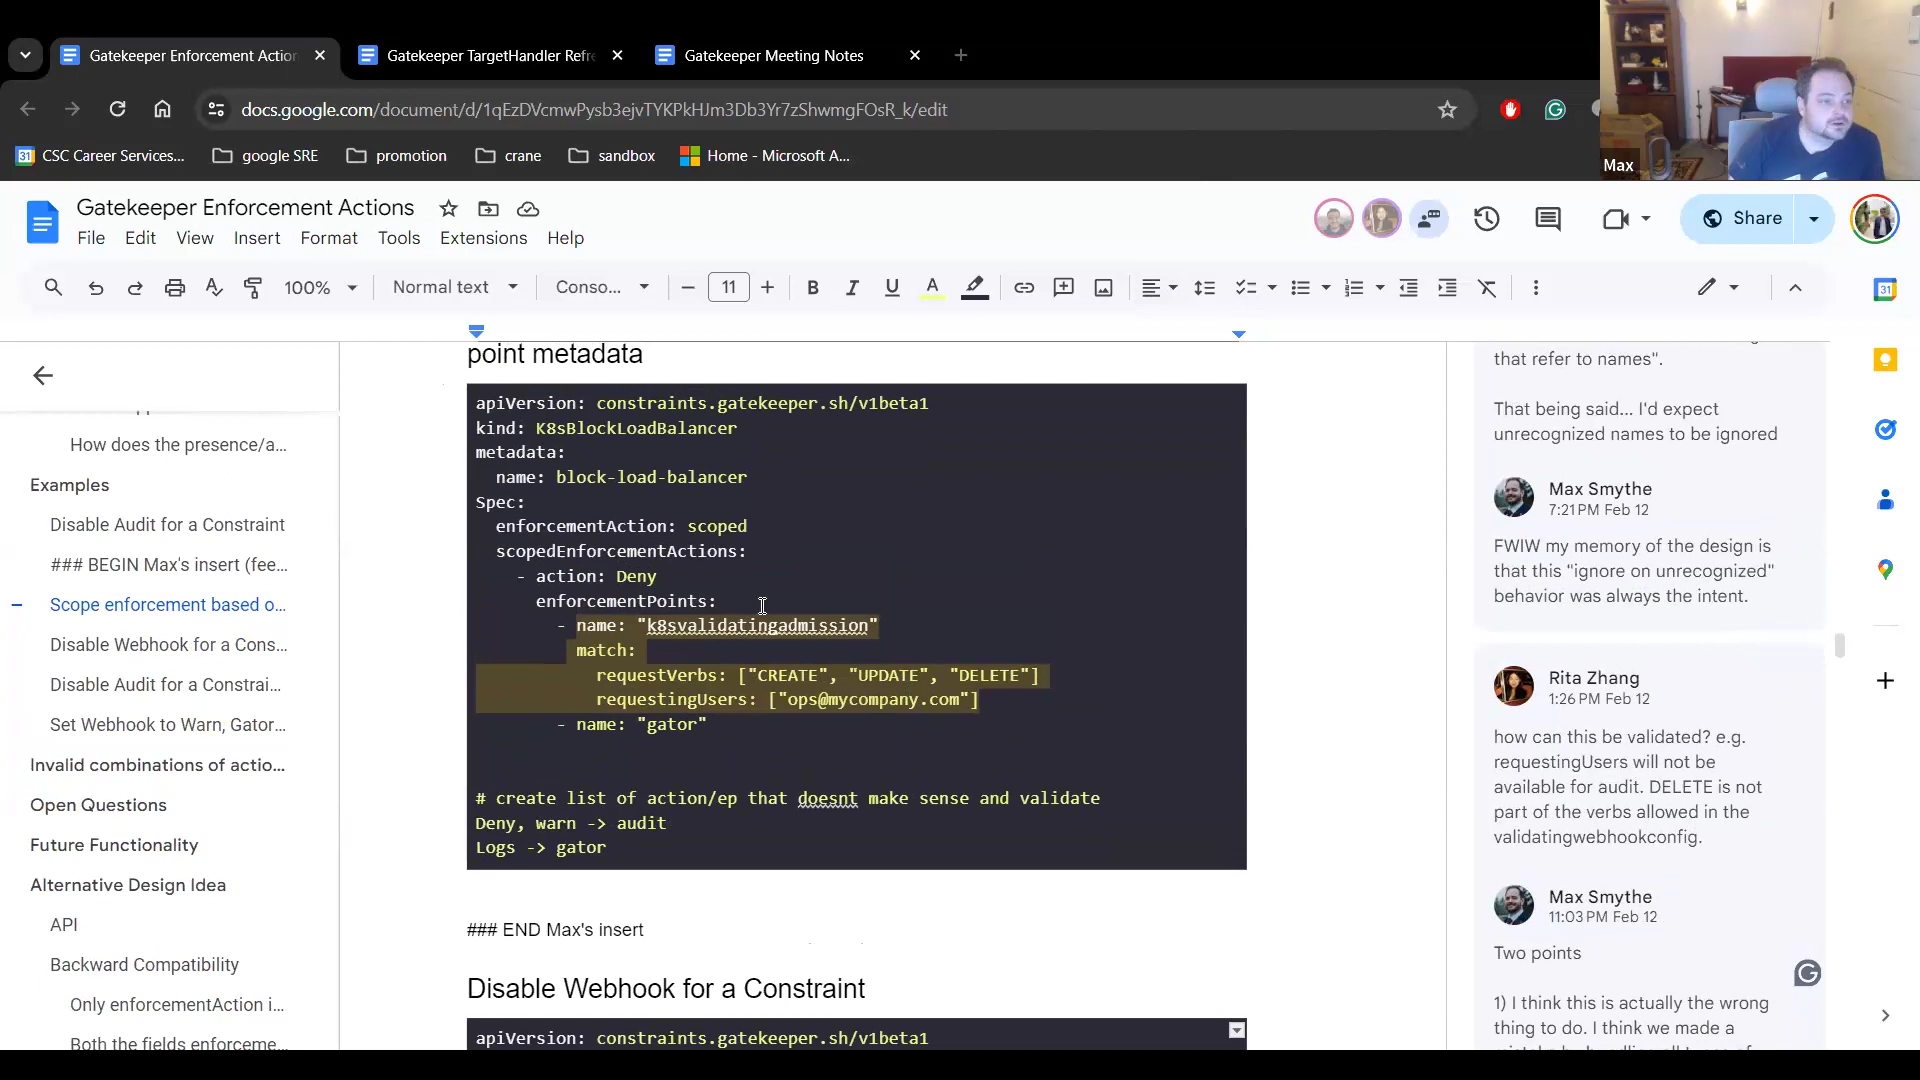 Gatekeeper Enforcement Actio
Gatekeeper TargetHandler Refre
Gatekeeper Meeting Notes
docs.google.com/document/d/1qEzDVcmwPysb3ejvTYKPkHJm3Db3Yr7zShwmgFOsR_k/edit
CSC Career Services...
google SRE
promotion
crane
sandbox
Home - Microsoft A...
Max
Gatekeeper Enforcement Actions
Share
File Edit View Insert Format Tools Extensions Help
100%
Normal text
Conso...
11
How does the presence/a...
Examples
Disable Audit for a Constraint
### BEGIN Max's insert (fee...
Scope enforcement based o...
Disable Webhook for a Cons...
Disable Audit for a Constrai...
Set Webhook to Warn, Gator...
Invalid combinations of actio...
Open Questions
Future Functionality
Alternative Design Idea
API
Backward Compatibility
Only enforcementAction i...
Both the fields enforceme...
point metadata
apiVersion: constraints.gatekeeper.sh/v1beta1
kind: K8sBlockLoadBalancer
metadata:
name: block-load-balancer
Spec:
enforcementAction: scoped
scopedEnforcementActions:
- action: Deny
enforcementPoints:
- name: "k8svalidatingadmission"
match:
requestVerbs: ["CREATE", "UPDATE", "DELETE"]
requestingUsers: ["ops@mycompany.com"]
- name: "gator"
# create list of action/ep that doesnt make sense and validate
Deny, warn -> audit
Logs -> gator
### END Max's insert
Disable Webhook for a Constraint
apiVersion: constraints.gatekeeper.sh/v1beta1
that refer to names".
That being said... I'd expect
unrecognized names to be ignored
Max Smythe
7:21 PM Feb 12
FWIW my memory of the design is
that this "ignore on unrecognized"
behavior was always the intent.
Rita Zhang
1:26 PM Feb 12
how can this be validated? e.g.
requestingUsers will not be
available for audit. DELETE is not
part of the verbs allowed in the
validatingwebhookconfig.
Max Smythe
11:03 PM Feb 12
Two points
1) I think this is actually the wrong
thing to do. I think we made a
31